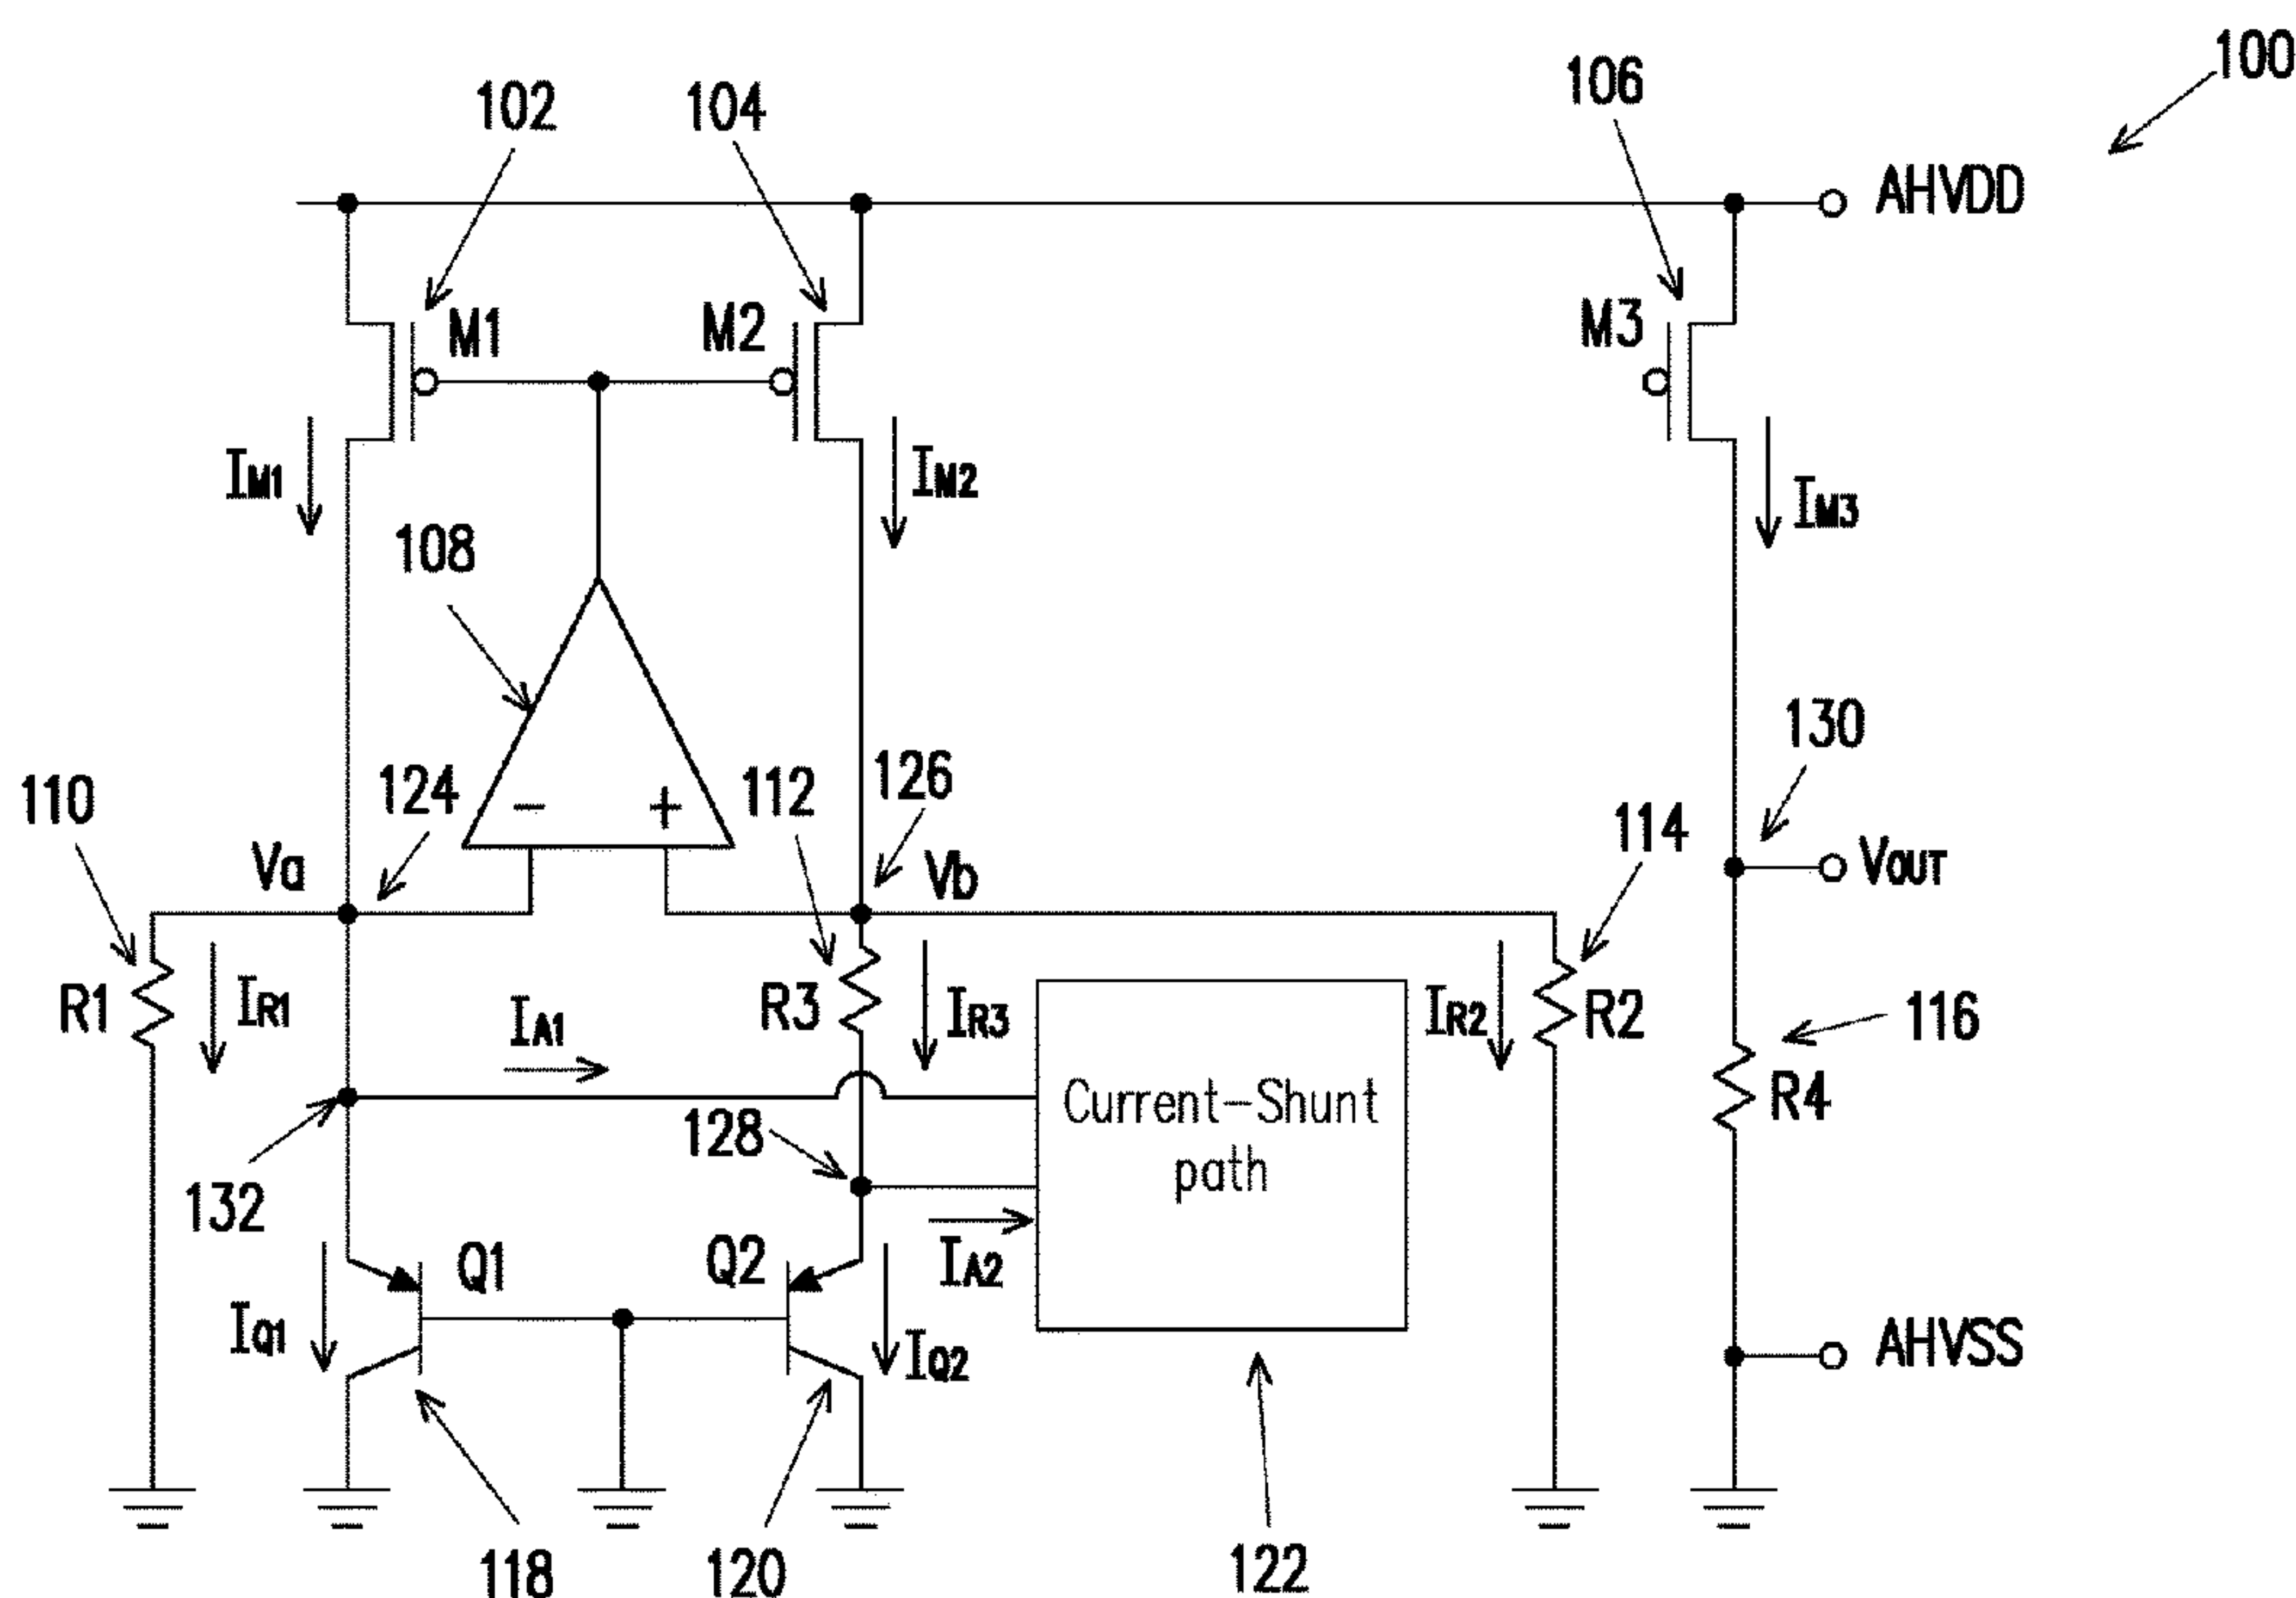 100
102
104
106
AHVDD
M1
M2
M3
IM1
IM2
IM3
108
130
110
124
112
126
114
− +
Va
Vb
VOUT
R1
IR1
IA1
R3
IR3
IR2
R2
116
R4
Current-Shunt
path
128
132
Q1
Q2
IA2
IQ1
IQ2
AHVSS
118
120
122